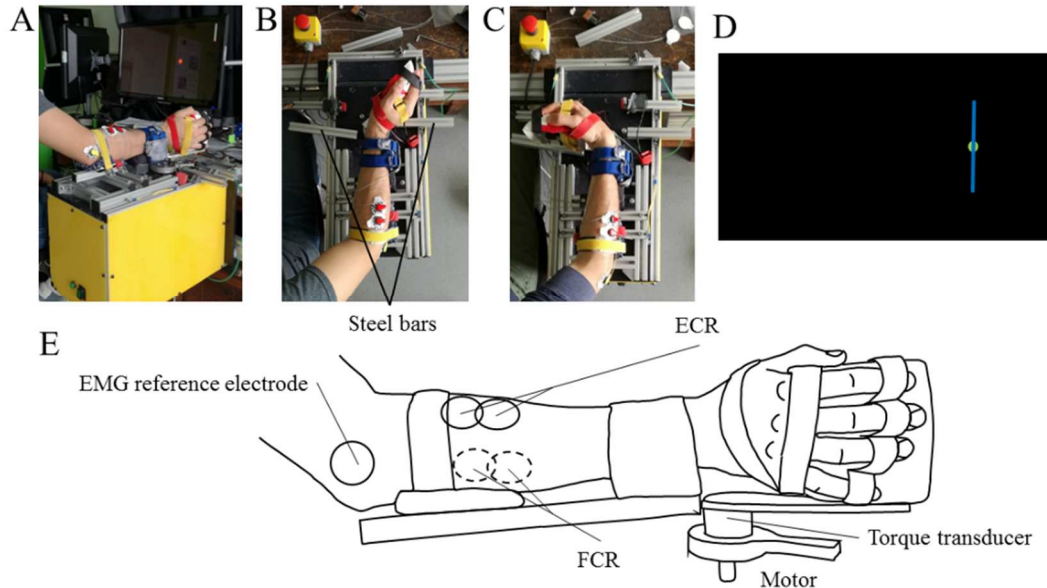 A
B
C
D
Steel bars
ECR
E
EMG reference electrode
FCR
Torque transducer
Motor